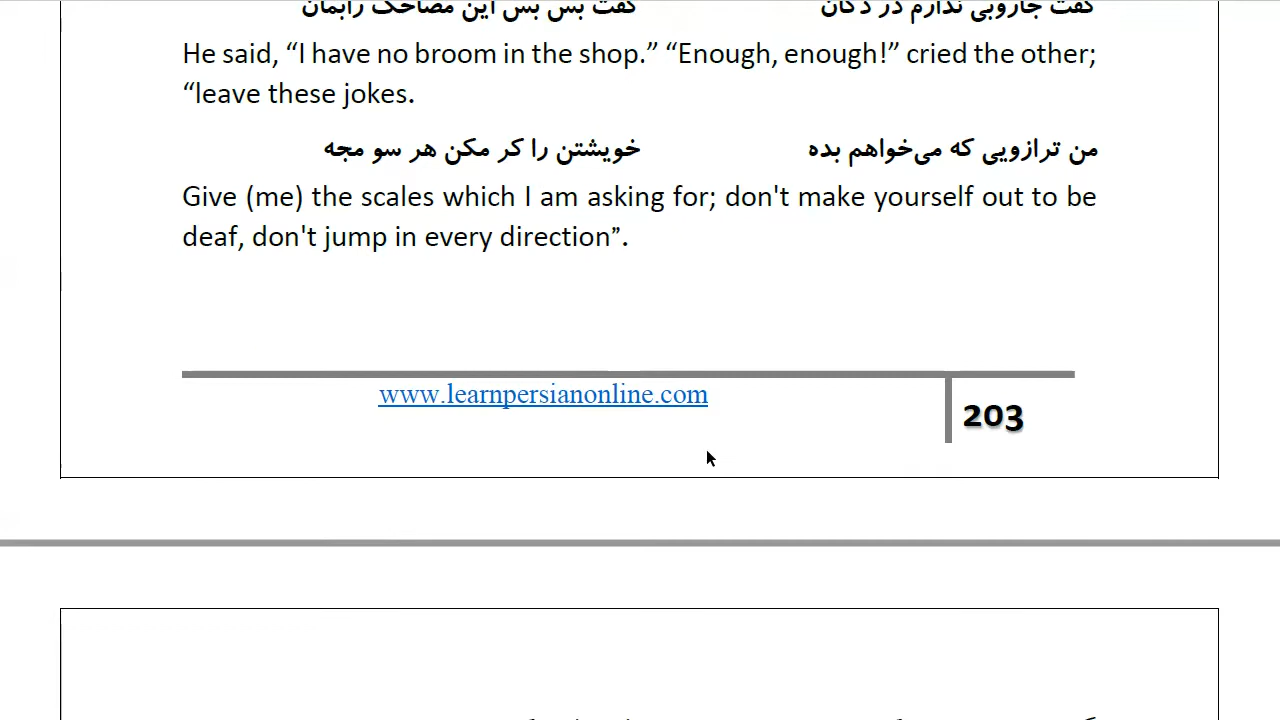 گفت جاروبی ندارم در دکان گفت بس بس این مضاحک رابمان
He said, “I have no broom in the shop.” “Enough, enough!” cried the other;
“leave these jokes.
من ترازویی که می‌خواهم بده خویشتن را کر مکن هر سو مجه
Give (me) the scales which I am asking for; don't make yourself out to be
deaf, don't jump in every direction”.
www.learnpersianonline.com
203